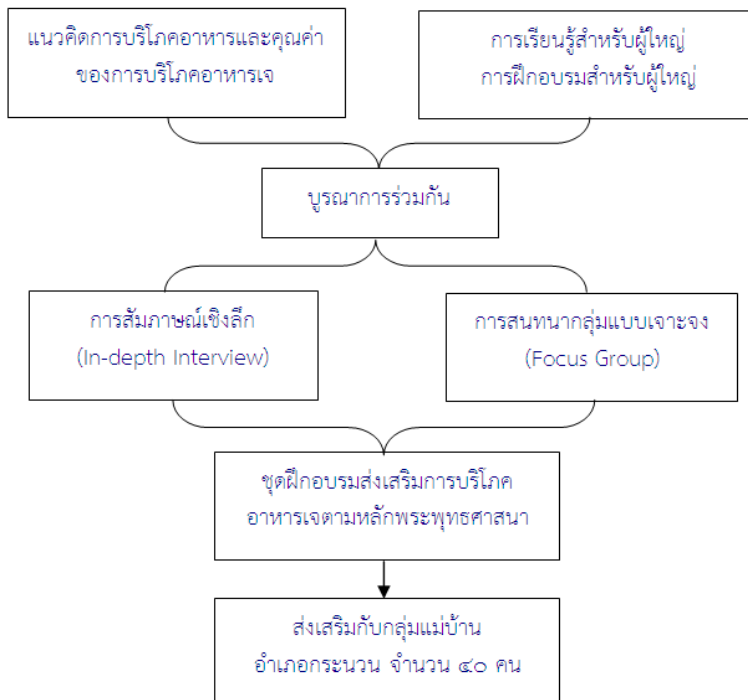 แนวคิดการบริโภคอาหารและคุณค่า
ของการบริโภคอาหารเจ
การเรียนรู้สำหรับผู้ใหญ่
การฝึกอบรมสำหรับผู้ใหญ่
บูรณาการร่วมกัน
การสัมภาษณ์เชิงลึก
(In-depth Interview)
การสนทนากลุ่มแบบเจาะจง
(Focus Group)
ชุดฝึกอบรมส่งเสริมการบริโภค
อาหารเจตามหลักพระพุทธศาสนา
ส่งเสริมกับกลุ่มแม่บ้าน
อำเภอกระนวน จำนวน ๔๐ คน